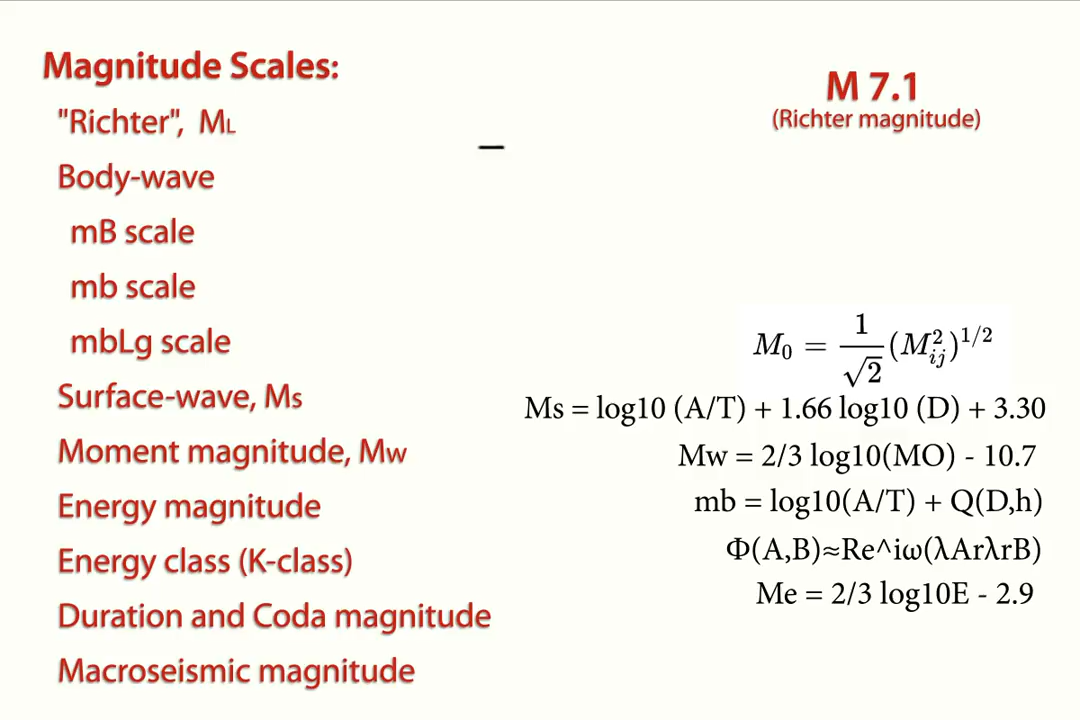 Magnitude Scales:
"Richter", ML
Body-wave
mB scale
mb scale
mbLg scale
Surface-wave, Ms
Moment magnitude, Mw
Energy magnitude
Energy class (K-class)
Duration and Coda magnitude
Macroseismic magnitude
M 7.1
(Richter magnitude)
M₀ = 1/√2 (M²ᵢⱼ)^1/2
Ms = log10 (A/T) + 1.66 log10 (D) + 3.30
Mw = 2/3 log10(MO) - 10.7
mb = log10(A/T) + Q(D,h)
Φ(A,B)≈Re^iω(λArλrB)
Me = 2/3 log10E - 2.9